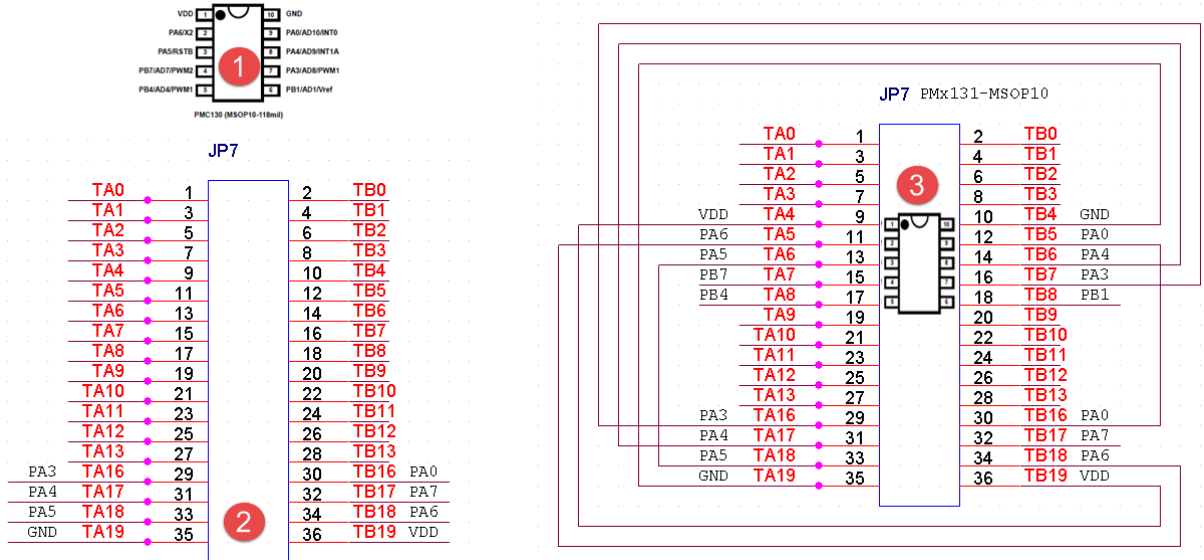 VDD 1 10 GND
PA6/X2 2 9 PA0/AD10/INT0
PA5/RSTB 3 8 PA4/AD9/INT1A
PB7/AD7/PWM2 4 7 PA3/AD8/PWM1
PB4/AD4/PWM1 5 6 PB1/AD1/Vref
1
PMC130 (MSOP10-118mil)
JP7
TA0 1 2 TB0
TA1 3 4 TB1
TA2 5 6 TB2
TA3 7 8 TB3
TA4 9 10 TB4
TA5 11 12 TB5
TA6 13 14 TB6
TA7 15 16 TB7
TA8 17 18 TB8
TA9 19 20 TB9
TA10 21 22 TB10
TA11 23 24 TB11
TA12 25 26 TB12
TA13 27 28 TB13
PA3 TA16 29 30 TB16 PA0
PA4 TA17 31 32 TB17 PA7
PA5 TA18 33 34 TB18 PA6
GND TA19 35 36 TB19 VDD
2
JP7 PMx131-MSOP10
TA0 1 2 TB0
TA1 3 4 TB1
TA2 5 6 TB2
TA3 7 8 TB3
VDD TA4 9 10 TB4 GND
PA6 TA5 11 12 TB5 PA0
PA5 TA6 13 14 TB6 PA4
PB7 TA7 15 16 TB7 PA3
PB4 TA8 17 18 TB8 PB1
TA9 19 20 TB9
TA10 21 22 TB10
TA11 23 24 TB11
TA12 25 26 TB12
TA13 27 28 TB13
PA3 TA16 29 30 TB16 PA0
PA4 TA17 31 32 TB17 PA7
PA5 TA18 33 34 TB18 PA6
GND TA19 35 36 TB19 VDD
3
1 10
2 9
3 8
4 7
5 6